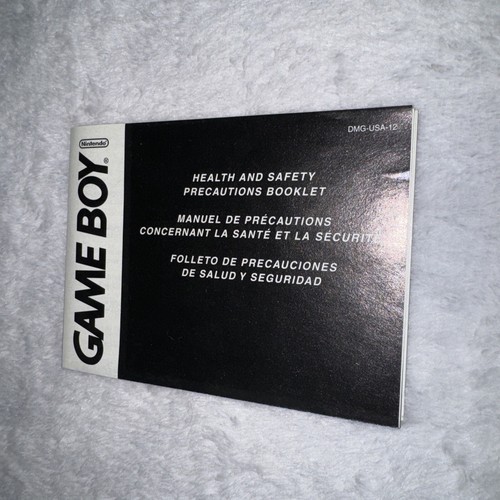 DMG-USA-12
Nintendo
GAME BOY®
HEALTH AND SAFETY
PRECAUTIONS BOOKLET
MANUEL DE PRÉCAUTIONS
CONCERNANT LA SANTÉ ET LA SÉCURITÉ
FOLLETO DE PRECAUCIONES
DE SALUD Y SEGURIDAD